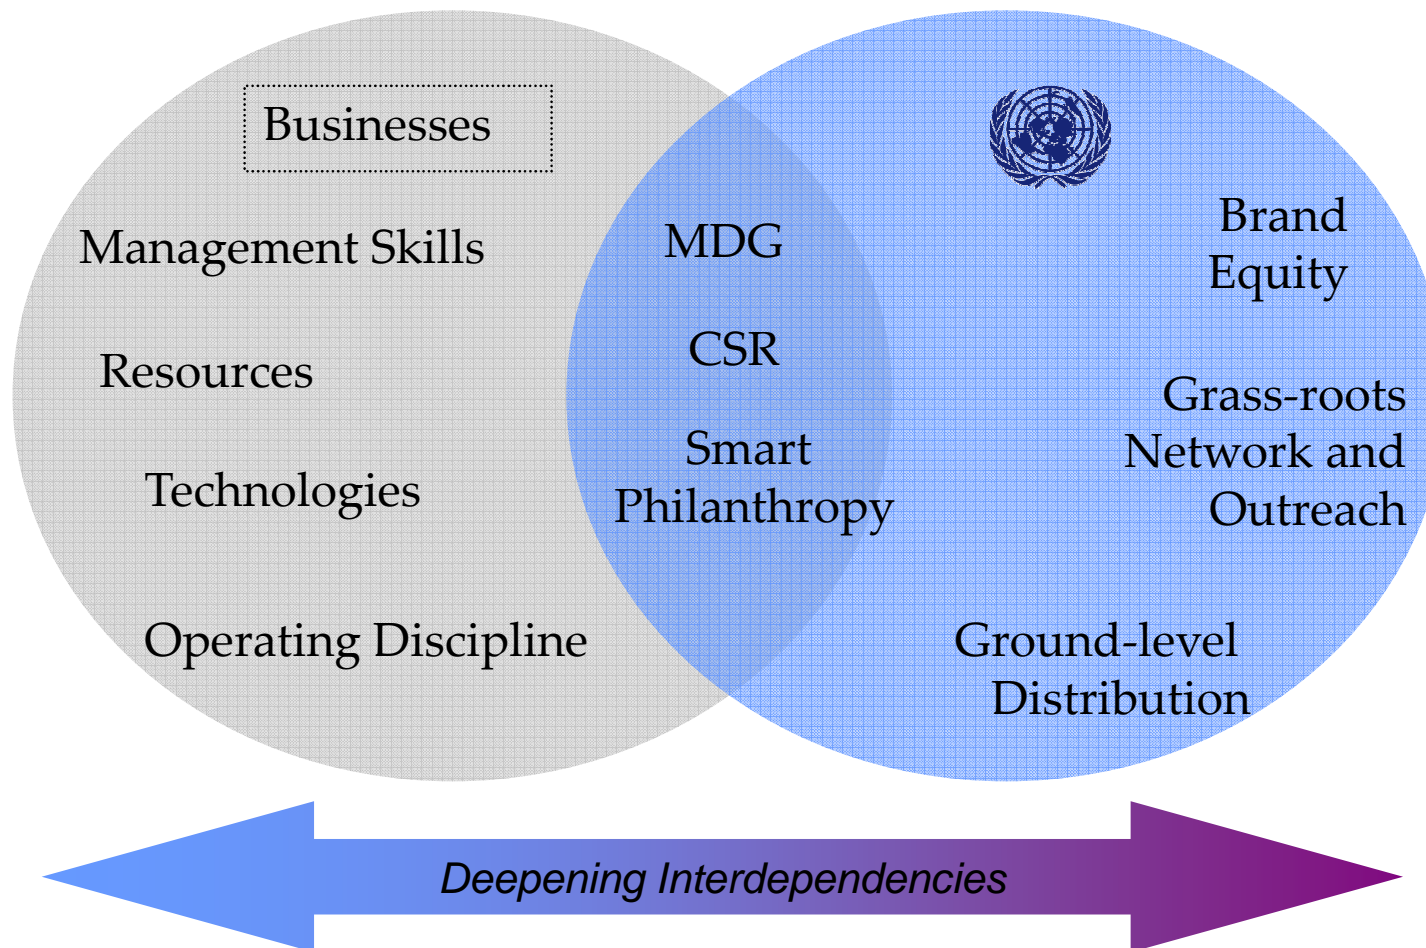 Businesses
Management Skills
Resources
Technologies
Operating Discipline
MDG
CSR
Smart
Philanthropy
Brand
Equity
Grass-roots
Network and
Outreach
Ground-level
Distribution
Deepening Interdependencies